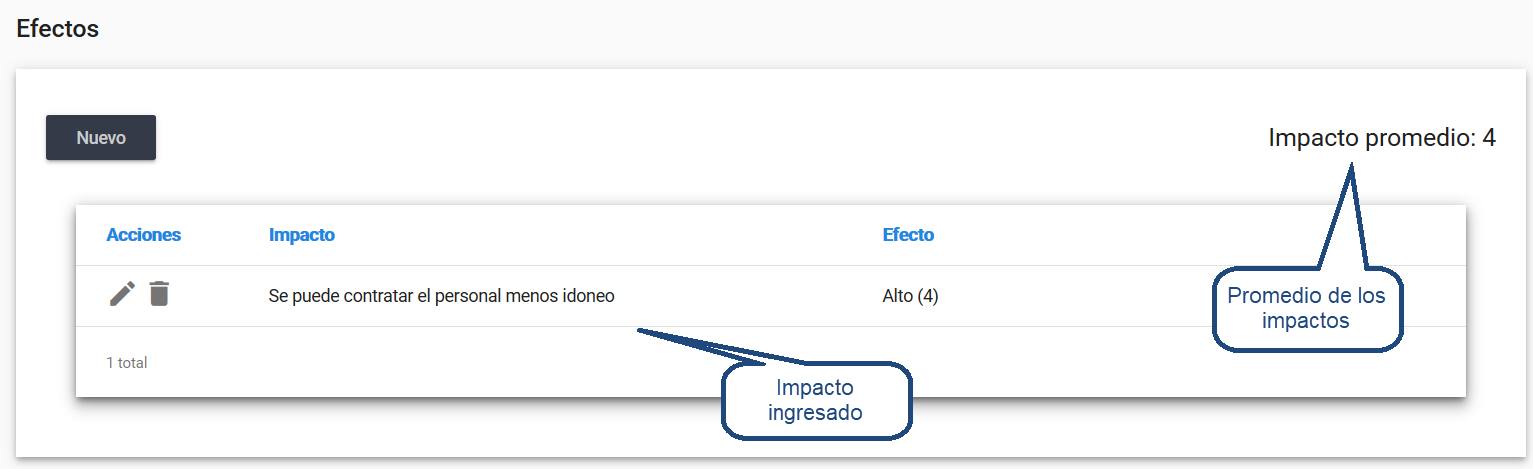 Efectos
Nuevo
Impacto promedio: 4
Acciones Impacto Efecto
Se puede contratar el personal menos idoneo Alto (4)
Promedio de los
impactos
1 total
Impacto
ingresado